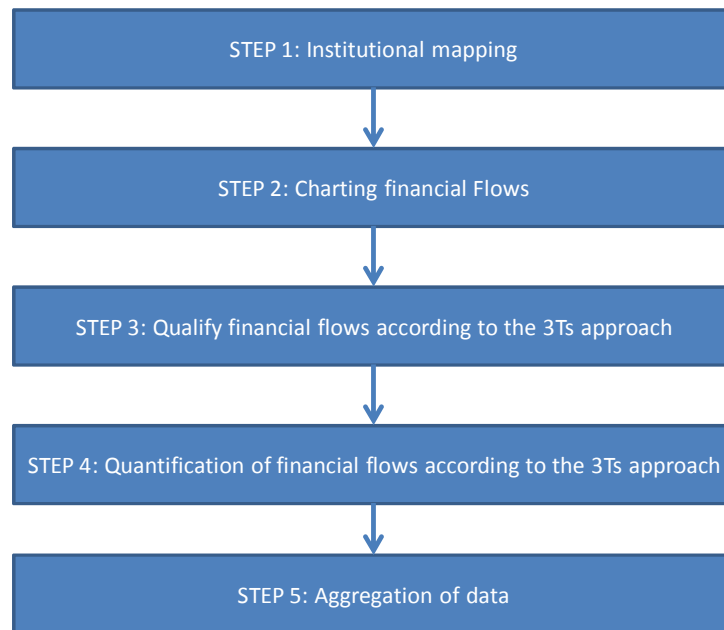 STEP 1: Institutional mapping
STEP 2: Charting financial Flows
STEP 3: Qualify financial flows according to the 3Ts approach
STEP 4: Quantification of financial flows according to the 3Ts approach
STEP 5: Aggregation of data